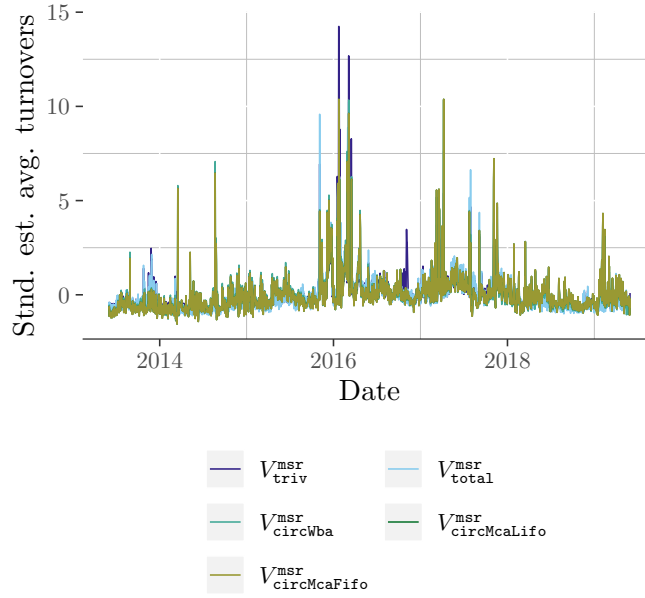 15
10
5
0
Stnd. est. avg. turnovers
2014 2016 2018
Date
V^msr_triv V^msr_total
V^msr_circWba V^msr_circMcaLifo
V^msr_circMcaFifo